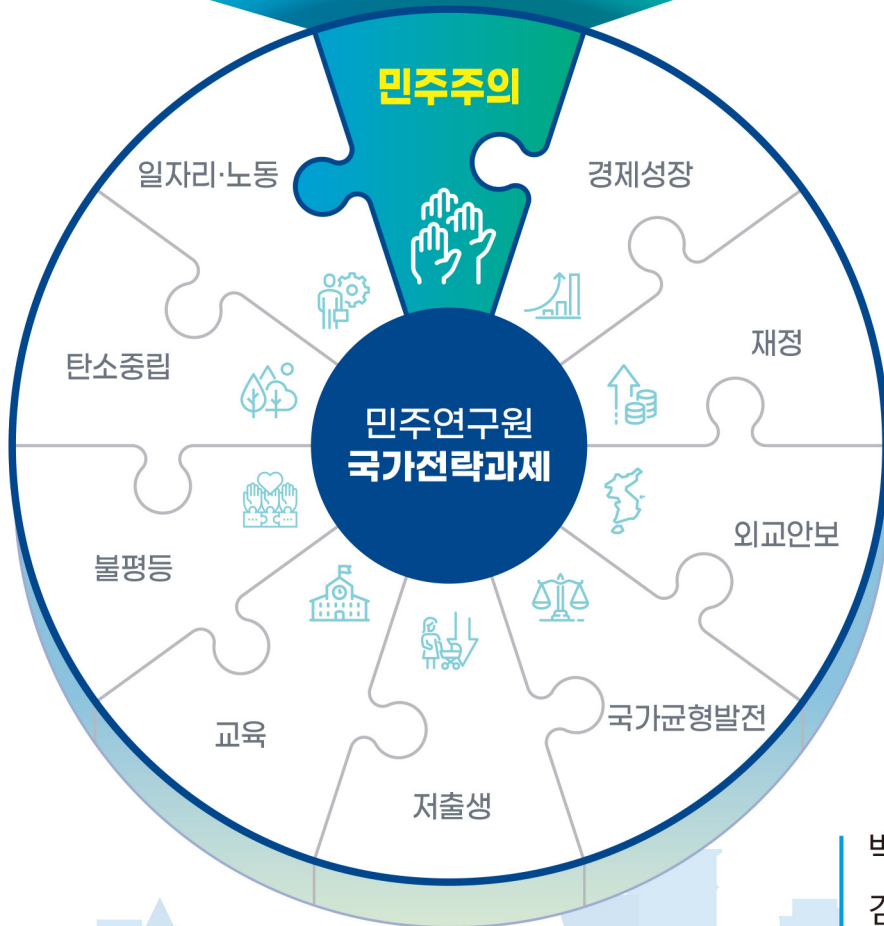 민주주의
일자리·노동
경제성장
탄소중립
재정
민주연구원
국가전략과제
외교안보
불평등
국가균형발전
교육
저출생